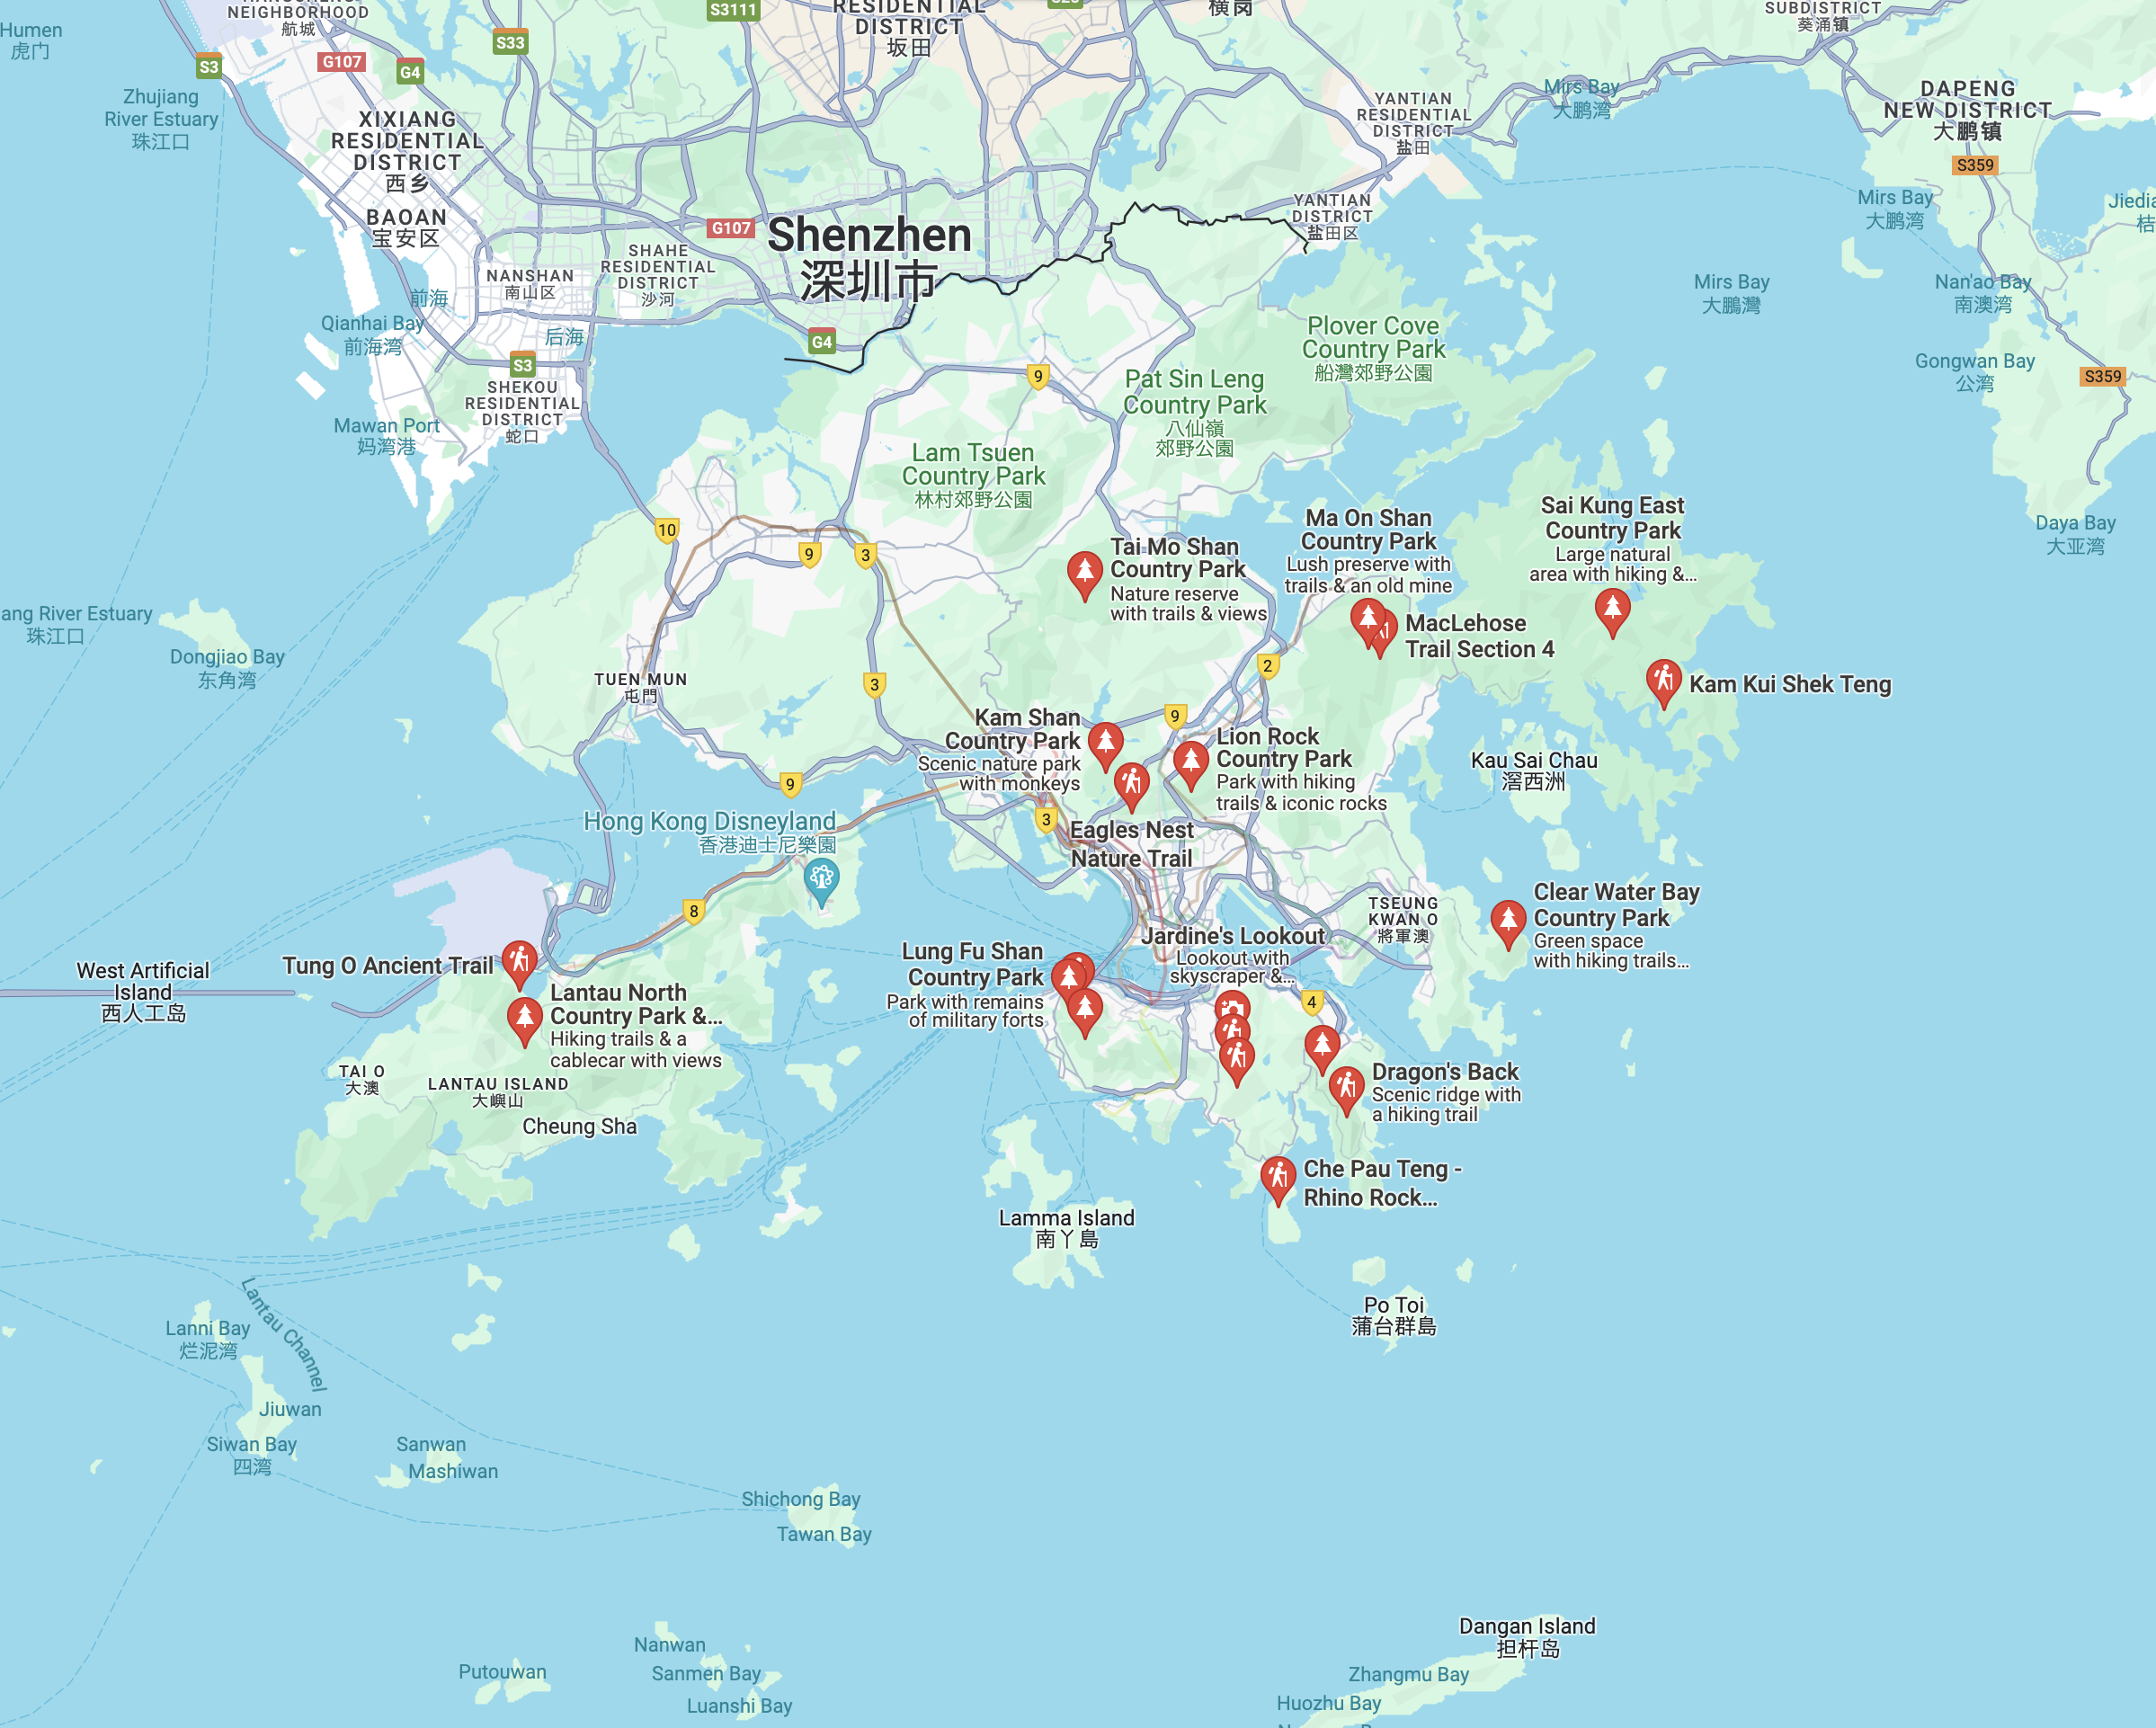 NEIGHBORHOOD
航城
Humen
虎门
S3111
RESIDENTIAL
DISTRICT
坂田
横岗
SUBDISTRICT
葵涌镇
S33
S3
G107
G4
Zhujiang
River Estuary
珠江口
XIXIANG
RESIDENTIAL
DISTRICT
西乡
YANTIAN
RESIDENTIAL
DISTRICT
盐田
Mirs Bay
大鹏湾
DAPENG
NEW DISTRICT
大鹏镇
S359
BAOAN
宝安区
G107
Shenzhen
深圳市
YANTIAN
DISTRICT
盐田区
Mirs Bay
大鹏湾
Jiedia
桔
NANSHAN
南山区
SHAHE
RESIDENTIAL
DISTRICT
沙河
前海
Qianhai Bay
前海湾
后海
G4
Mirs Bay
大鵬灣
Nan'ao Bay
南澳湾
Plover Cove
Country Park
船灣郊野公園
S3
SHEKOU
RESIDENTIAL
DISTRICT
蛇口
9
Pat Sin Leng
Country Park
八仙嶺
郊野公園
Gongwan Bay
公湾
S359
Mawan Port
妈湾港
Lam Tsuen
Country Park
林村郊野公園
10
9
3
Tai Mo Shan
Country Park
Nature reserve
with trails & views
Ma On Shan
Country Park
Lush preserve with
trails & an old mine
Sai Kung East
Country Park
Large natural
area with hiking &...
Daya Bay
大亚湾
ang River Estuary
珠江口
Dongjiao Bay
东角湾
MacLehose
Trail Section 4
TUEN MUN
屯門
3
2
Kam Kui Shek Teng
Kam Shan
Country Park
Scenic nature park
with monkeys
9
Lion Rock
Country Park
Park with hiking
trails & iconic rocks
Kau Sai Chau
滘西洲
9
Hong Kong Disneyland
香港迪士尼樂園
3
Eagles Nest
Nature Trail
8
TSEUNG
KWAN O
將軍澳
Clear Water Bay
Country Park
Green space
with hiking trails...
Tung O Ancient Trail
West Artificial
Island
西人工岛
Lung Fu Shan
Country Park
Park with remains
of military forts
Jardine's Lookout
Lookout with
skyscraper &...
4
Lantau North
Country Park &...
Hiking trails & a
cablecar with views
TAI O
大澳
LANTAU ISLAND
大嶼山
Cheung Sha
Dragon's Back
Scenic ridge with
a hiking trail
Che Pau Teng -
Rhino Rock...
Lamma Island
南丫島
Po Toi
蒲台群島
Lantau Channel
Lanni Bay
烂泥湾
Jiuwan
Siwan Bay
四湾
Sanwan
Mashiwan
Shichong Bay
Tawan Bay
Dangan Island
担杆岛
Nanwan
Sanmen Bay
Luanshi Bay
Putouwan
Zhangmu Bay
Huozhu Bay